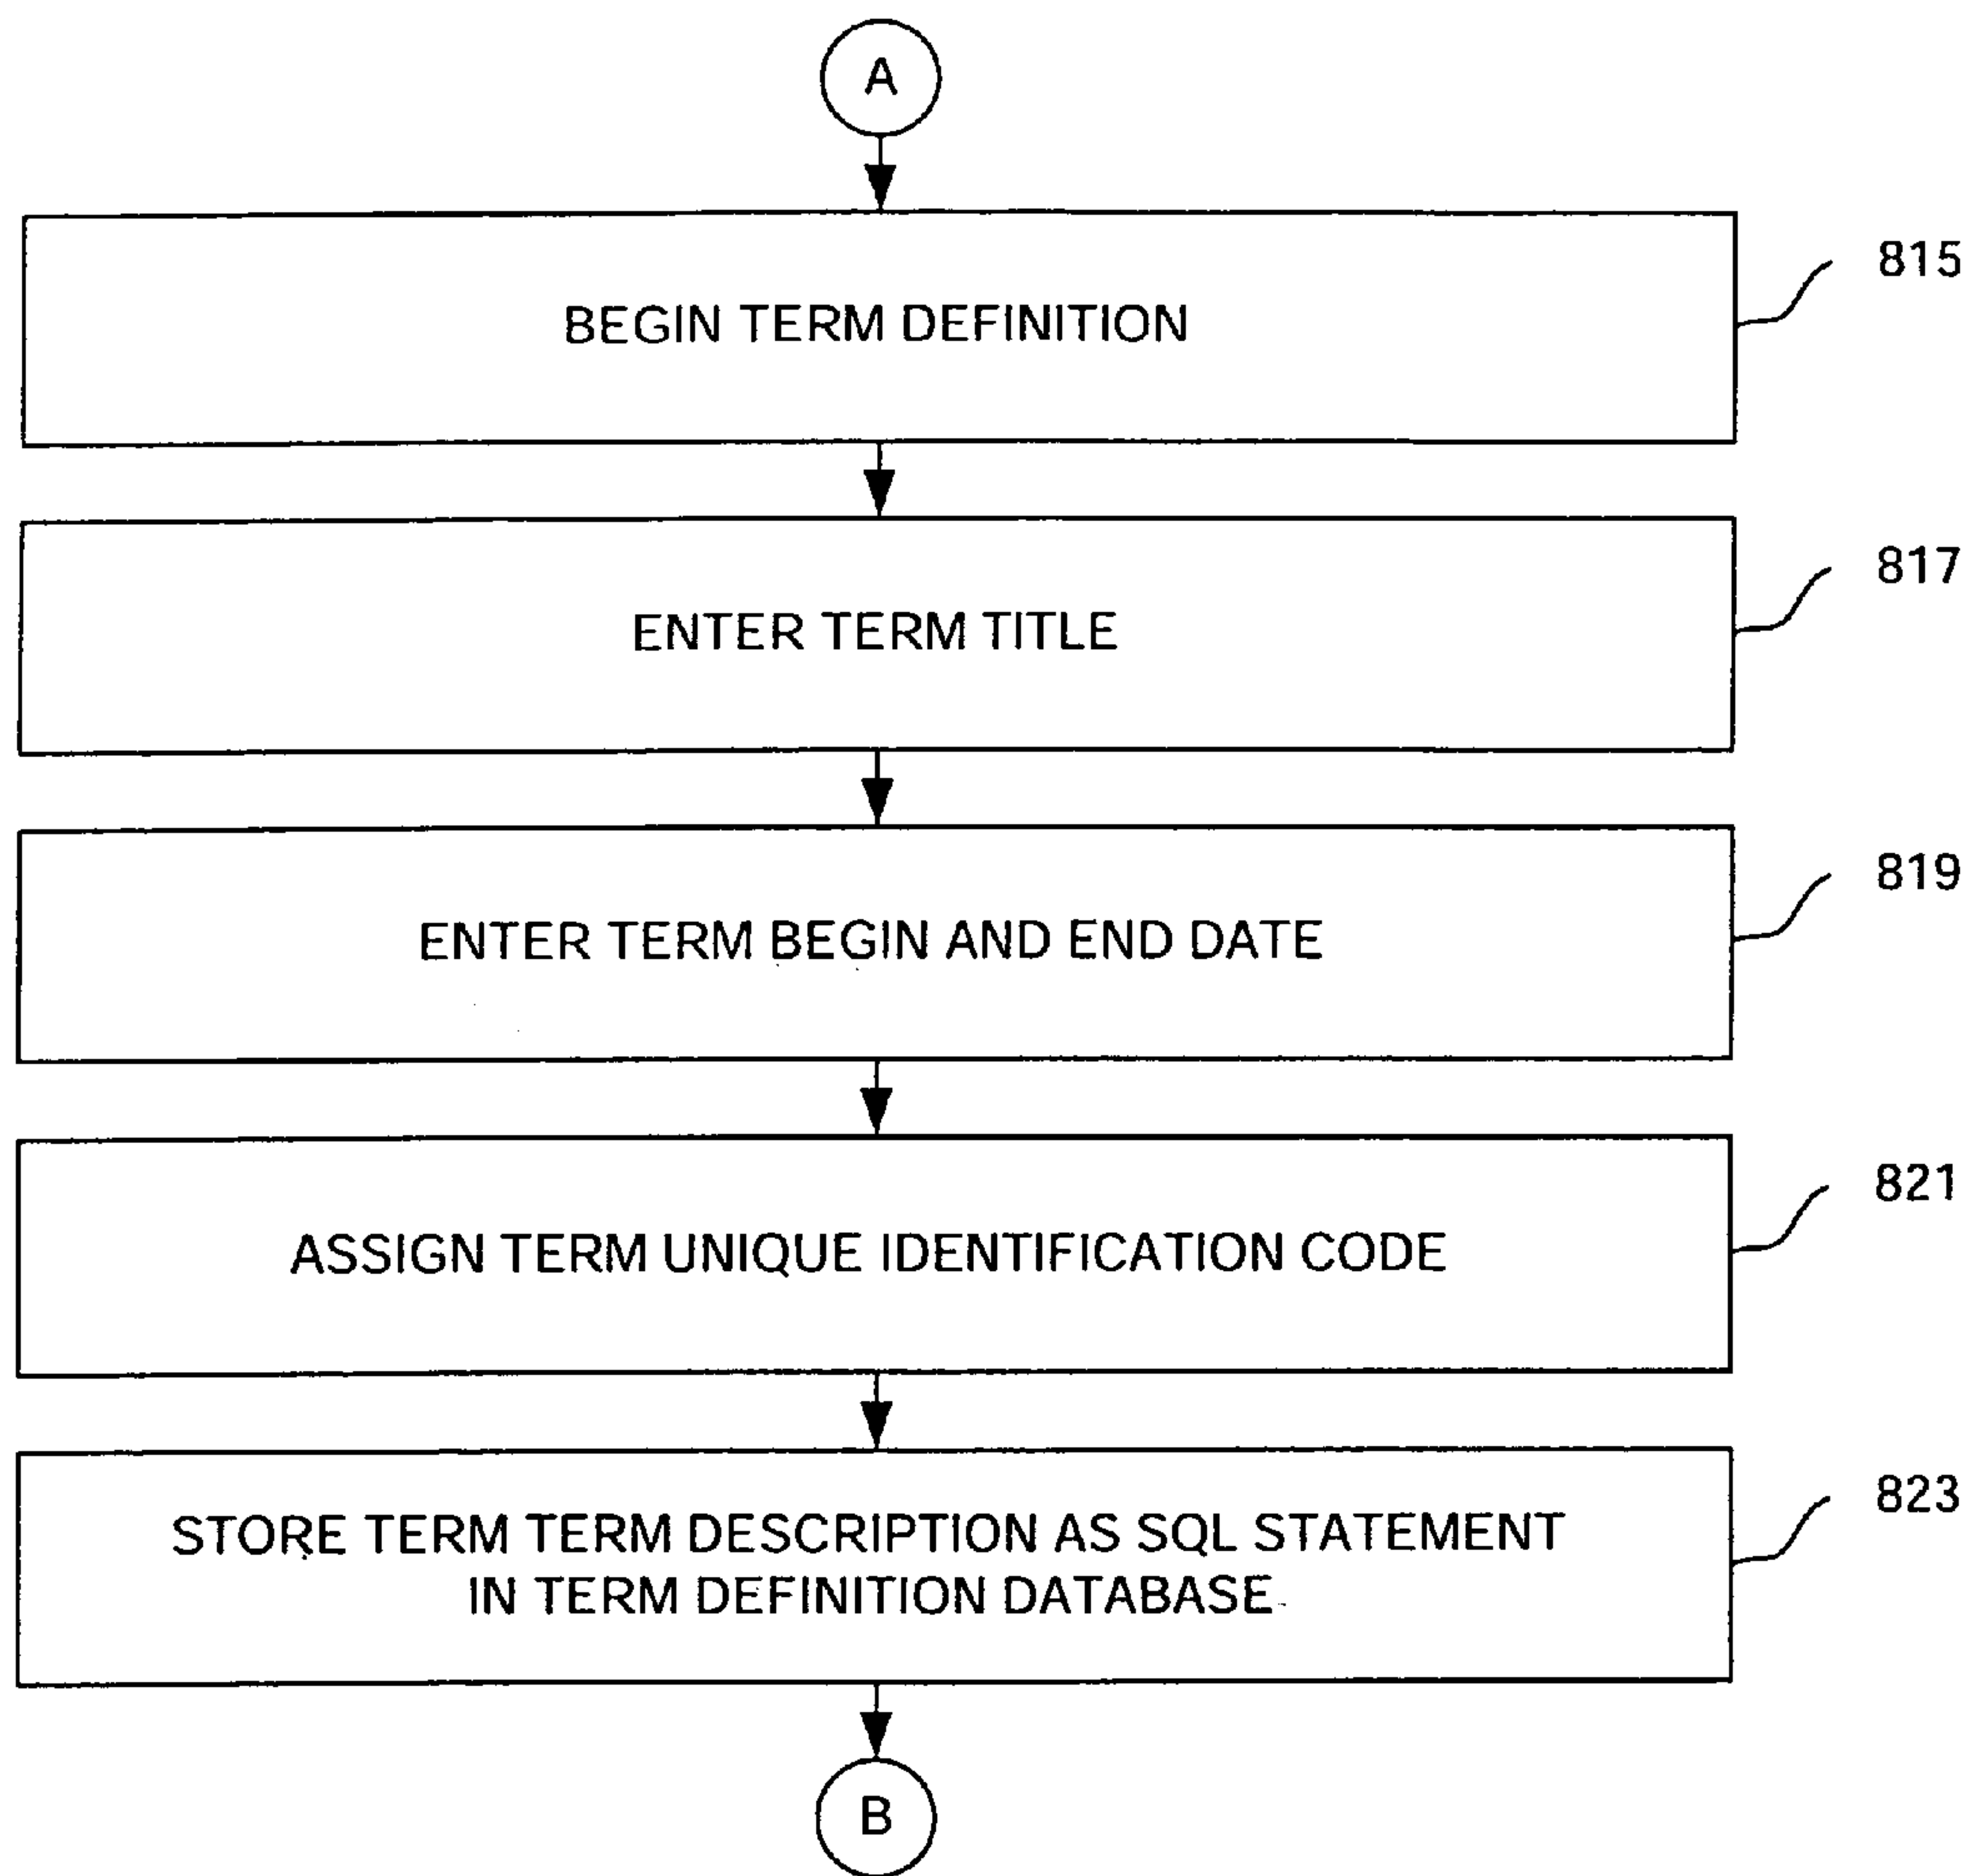 A
BEGIN TERM DEFINITION
815
ENTER TERM TITLE
817
ENTER TERM BEGIN AND END DATE
819
ASSIGN TERM UNIQUE IDENTIFICATION CODE
821
STORE TERM TERM DESCRIPTION AS SQL STATEMENT
IN TERM DEFINITION DATABASE
823
B